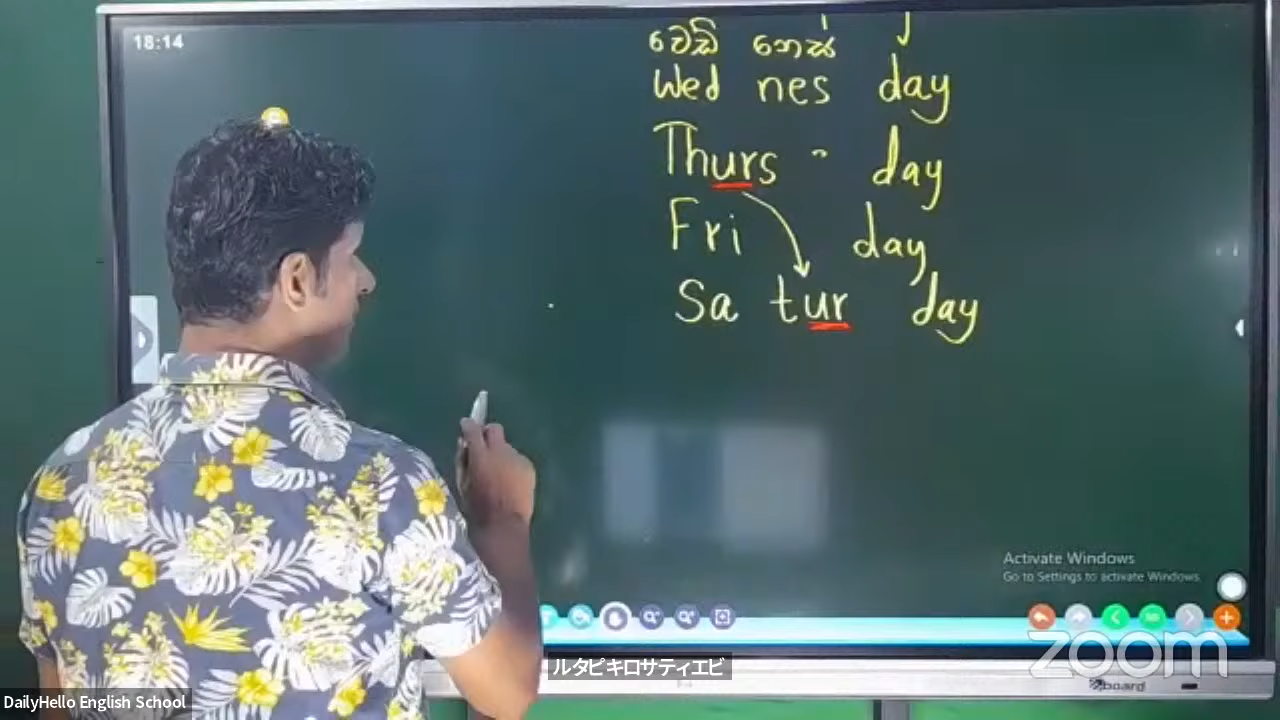 18:14
වෙඩ් නෙස්
Wed nes day
Thurs - day
Fri day
Sa tur day
Activate Windows
Go to Settings to activate Windows.
zoom
ルタピキロサティエビ
board
DailyHello English School